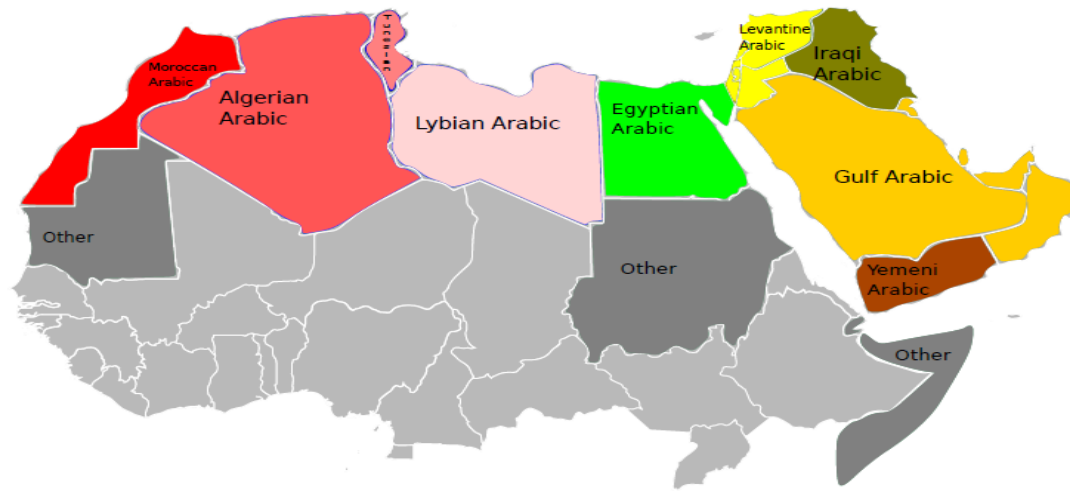 Moroccan
Arabic
Algerian
Arabic
Lybian Arabic
Egyptian
Arabic
Levantine
Arabic
Iraqi
Arabic
Gulf Arabic
Yemeni
Arabic
Other
Other
Other